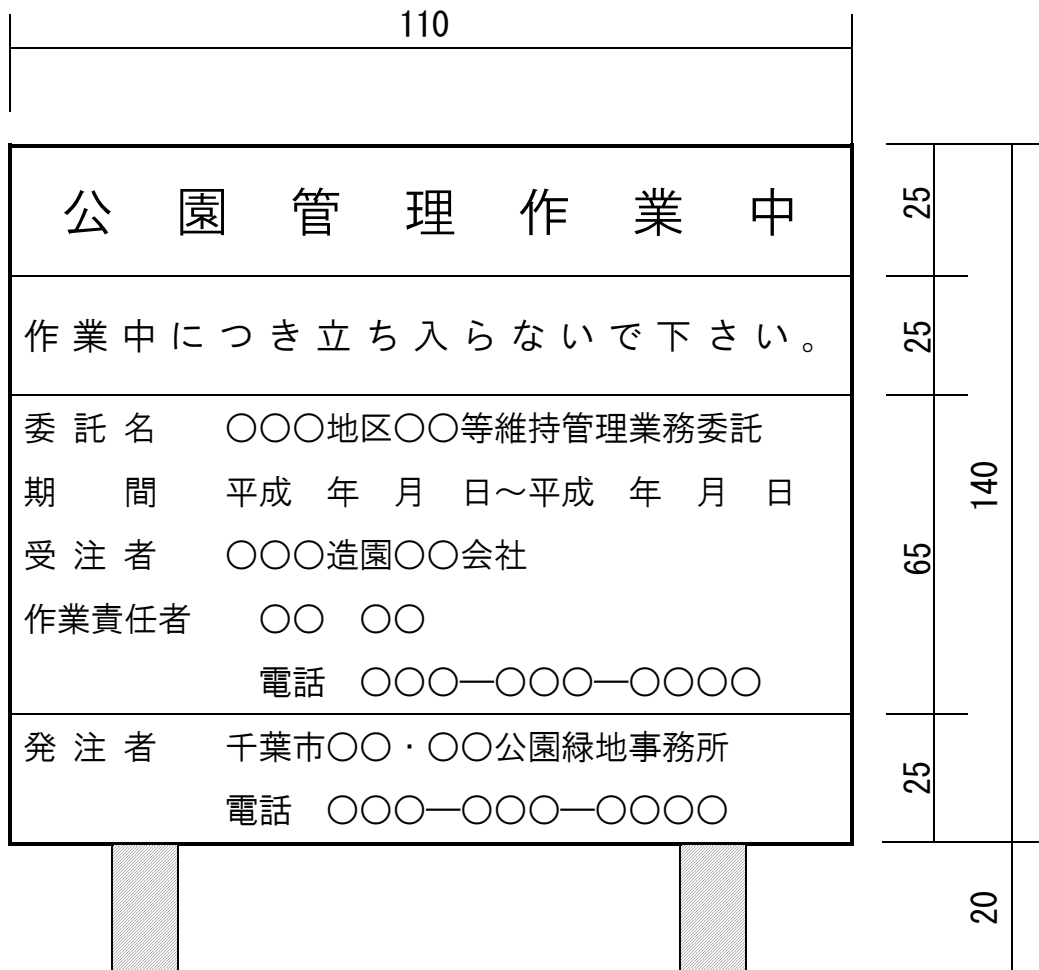 110
公園管理作業中
作業中につき立ち入らないで下さい。
委託名　〇〇〇地区〇〇等維持管理業務委託
期　間　平成　年　月　日～平成　年　月　日
受注者　〇〇〇造園〇〇会社
作業責任者　〇〇　〇〇
電話　〇〇〇―〇〇〇―〇〇〇〇
発注者　千葉市〇〇・〇〇公園緑地事務所
電話　〇〇〇―〇〇〇―〇〇〇〇
25
25
65
25
140
20